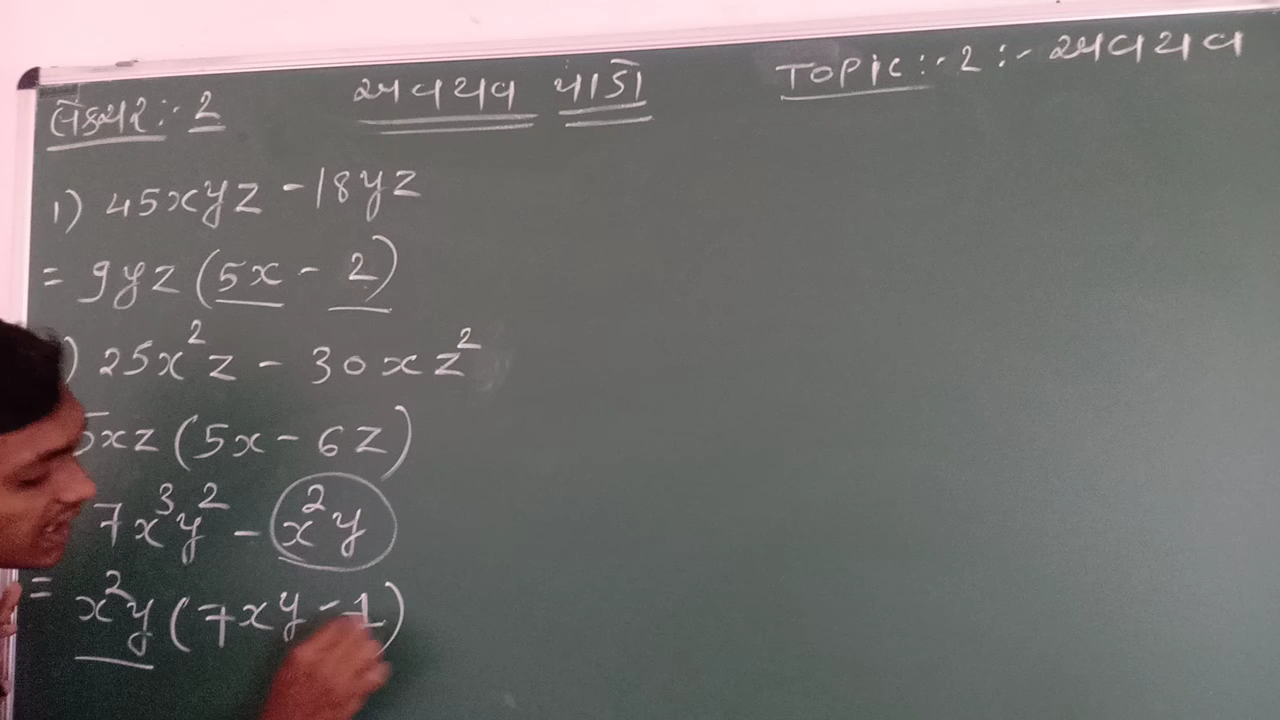 લેક્ચર :- 2
અવયવ પાડો
TOPIC :- 2 :- અવયવ
1) 45xyz - 18yz
= 9yz (5x - 2)
) 25x²z - 30xz²
5xz (5x - 6z)
7x³y² - x²y
= x²y (7xy - 1)